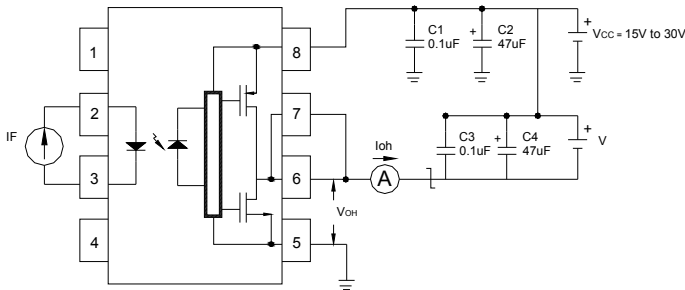 1
2
3
4
8
7
6
5
IF
VOH
Ioh
A
C1
0.1uF
+
C2
47uF
+
VCC = 15V to 30V
C3
0.1uF
+
C4
47uF
+
V